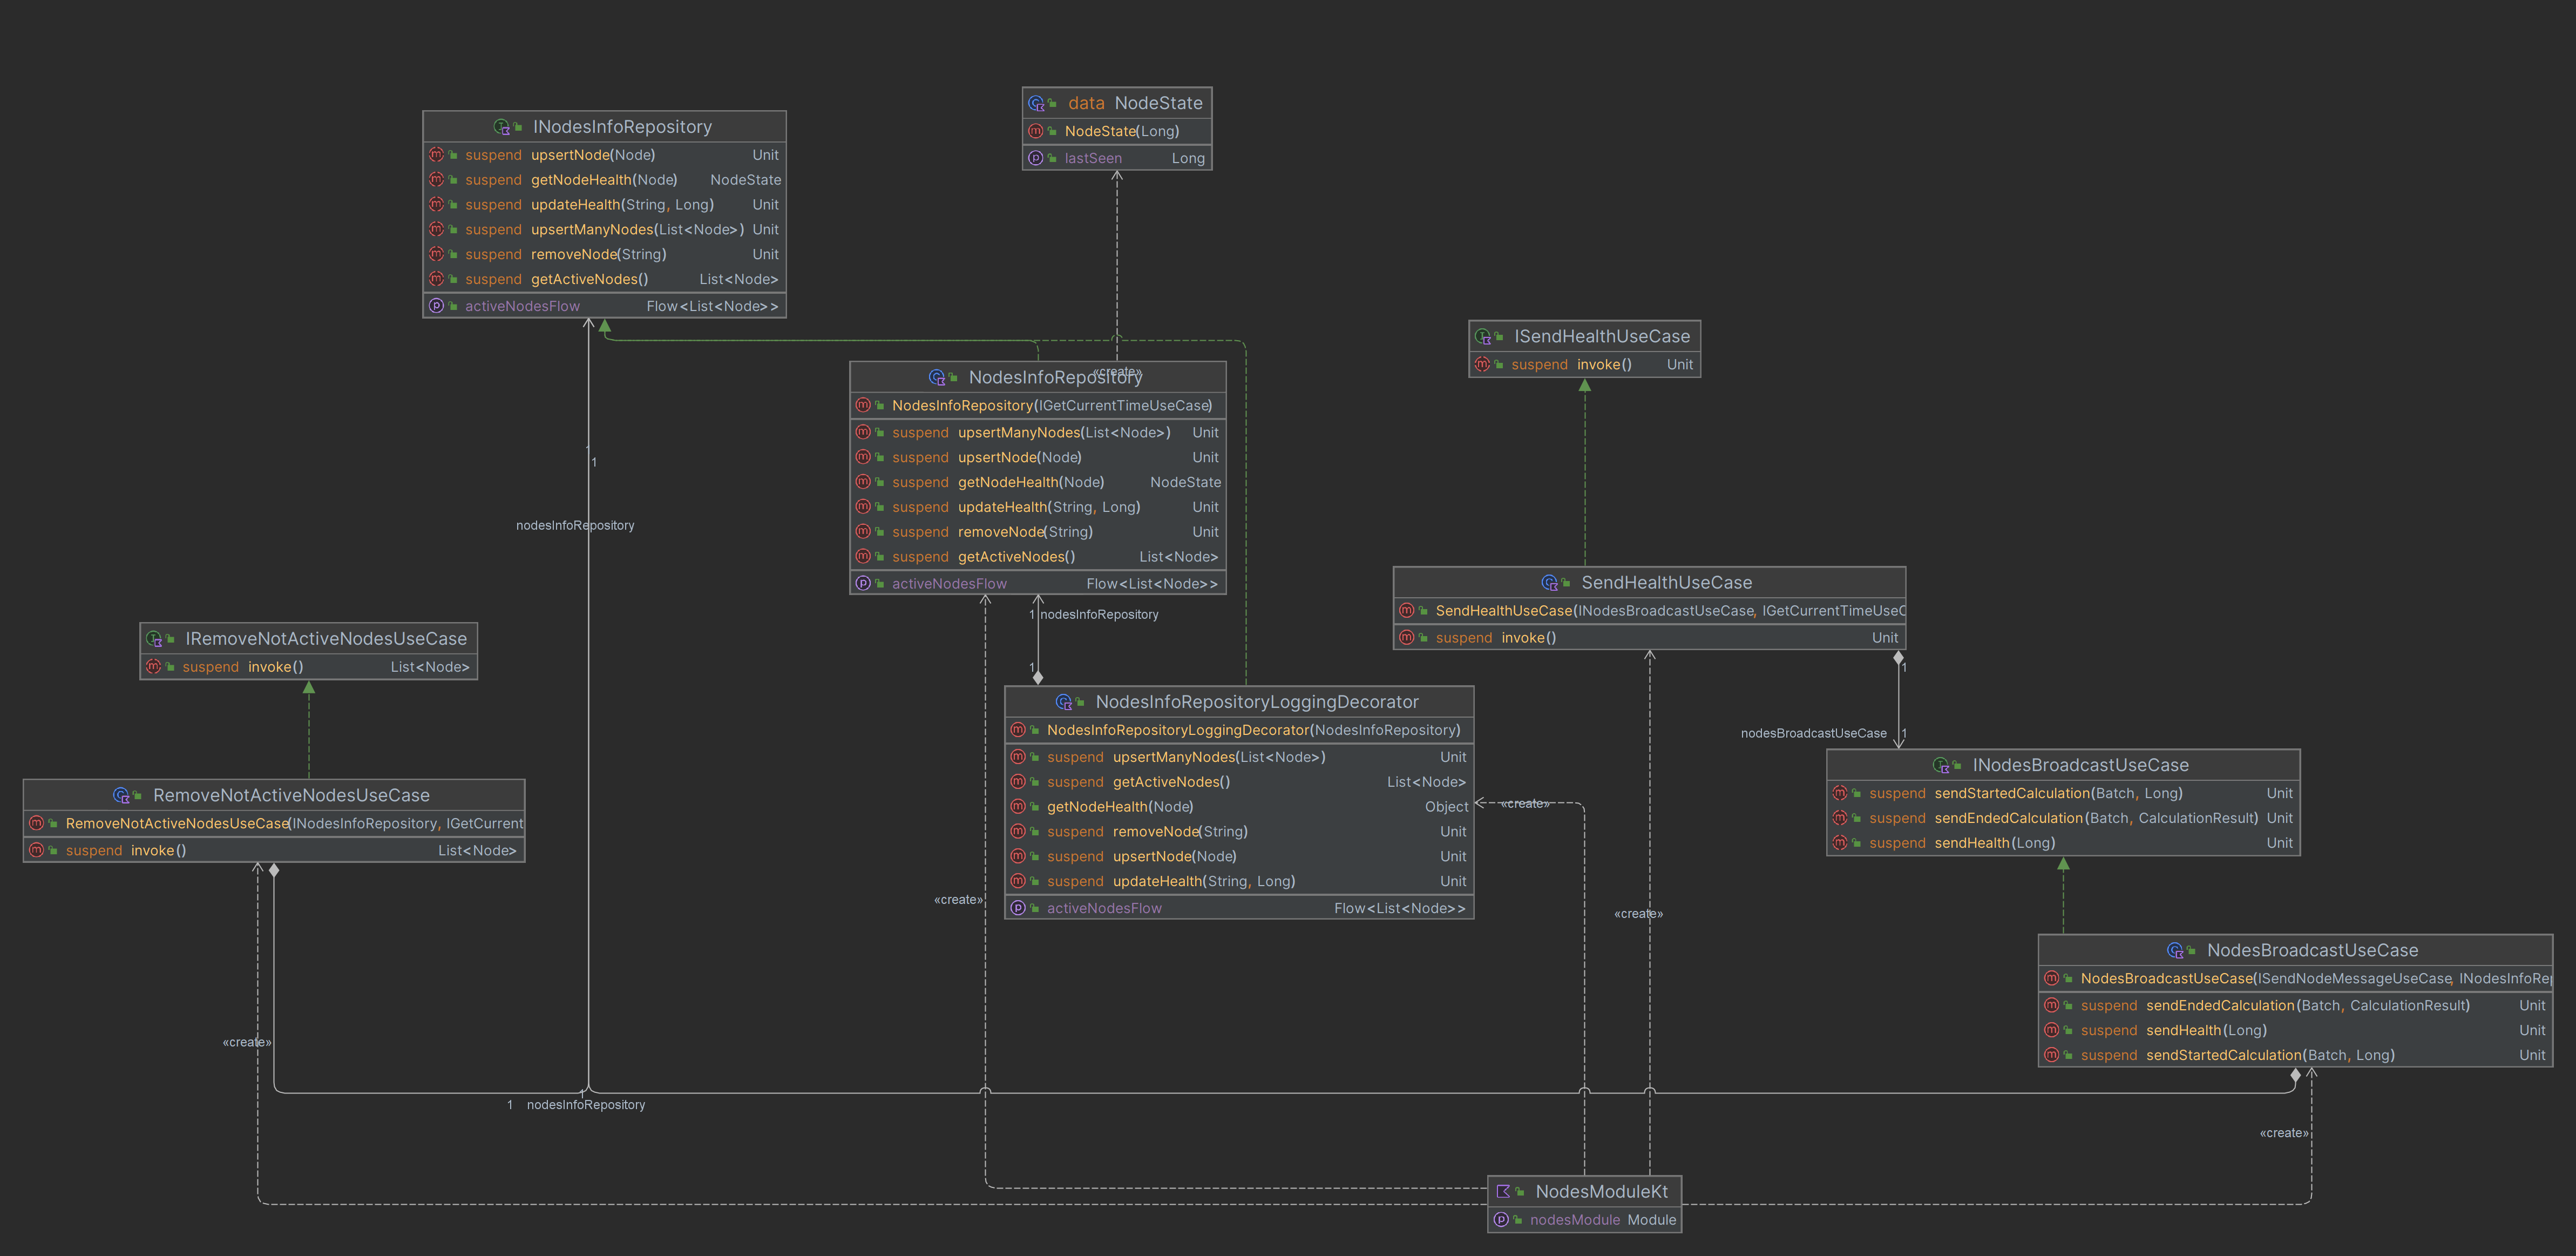 INodesInfoRepository
suspend upsertNode(Node) Unit
suspend getNodeHealth(Node) NodeState
suspend updateHealth(String, Long) Unit
suspend upsertManyNodes(List<Node>) Unit
suspend removeNode(String) Unit
suspend getActiveNodes() List<Node>
activeNodesFlow Flow<List<Node>>
data NodeState
NodeState(Long)
lastSeen Long
ISendHealthUseCase
suspend invoke() Unit
«create»
NodesInfoRepository
NodesInfoRepository(IGetCurrentTimeUseCase)
suspend upsertManyNodes(List<Node>) Unit
suspend upsertNode(Node) Unit
suspend getNodeHealth(Node) NodeState
suspend updateHealth(String, Long) Unit
suspend removeNode(String) Unit
suspend getActiveNodes() List<Node>
activeNodesFlow Flow<List<Node>>
1
1
nodesInfoRepository
1 nodesInfoRepository
1
SendHealthUseCase
SendHealthUseCase(INodesBroadcastUseCase, IGetCurrentTimeUseC
suspend invoke() Unit
1
nodesBroadcastUseCase 1
IRemoveNotActiveNodesUseCase
suspend invoke() List<Node>
RemoveNotActiveNodesUseCase
RemoveNotActiveNodesUseCase(INodesInfoRepository, IGetCurrent
suspend invoke() List<Node>
NodesInfoRepositoryLoggingDecorator
NodesInfoRepositoryLoggingDecorator(NodesInfoRepository)
suspend upsertManyNodes(List<Node>) Unit
suspend getActiveNodes() List<Node>
getNodeHealth(Node) Object
suspend removeNode(String) Unit
suspend upsertNode(Node) Unit
suspend updateHealth(String, Long) Unit
activeNodesFlow Flow<List<Node>>
«create»
INodesBroadcastUseCase
suspend sendStartedCalculation(Batch, Long) Unit
suspend sendEndedCalculation(Batch, CalculationResult) Unit
suspend sendHealth(Long) Unit
«create»
«create»
NodesBroadcastUseCase
NodesBroadcastUseCase(ISendNodeMessageUseCase, INodesInfoRep
suspend sendEndedCalculation(Batch, CalculationResult) Unit
suspend sendHealth(Long) Unit
suspend sendStartedCalculation(Batch, Long) Unit
«create»
1
1 nodesInfoRepository
«create»
NodesModuleKt
nodesModule Module